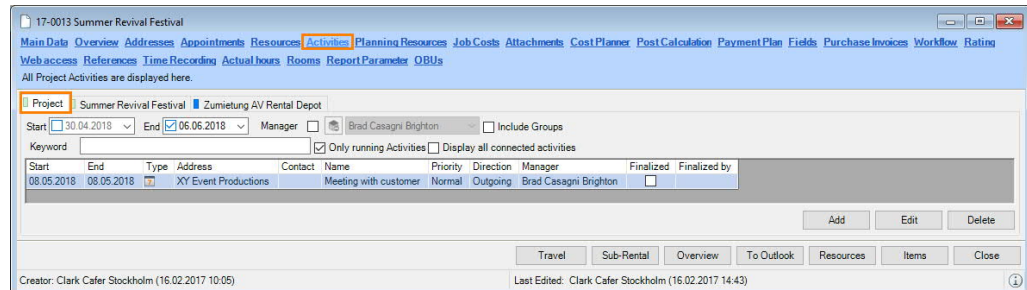 17-0013 Summer Revival Festival
Main Data Overview Addresses Appointments Resources Activities Planning Resources Job Costs Attachments Cost Planner Post Calculation Payment Plan Fields Purchase Invoices Workflow Rating
Web access References Time Recording Actual hours Rooms Report Parameter OBUs
All Project Activities are displayed here.
Project Summer Revival Festival Zumietung AV Rental Depot
Start 30.04.2018 End 06.06.2018 Manager Brad Casagni Brighton Include Groups
Keyword Only running Activities Display all connected activities
Start End Type Address Contact Name Priority Direction Manager Finalized Finalized by
08.05.2018 08.05.2018 XY Event Productions Meeting with customer Normal Outgoing Brad Casagni Brighton
Add Edit Delete
Travel Sub-Rental Overview To Outlook Resources Items Close
Creator: Clark Cafer Stockholm (16.02.2017 10:05) Last Edited: Clark Cafer Stockholm (16.02.2017 14:43)